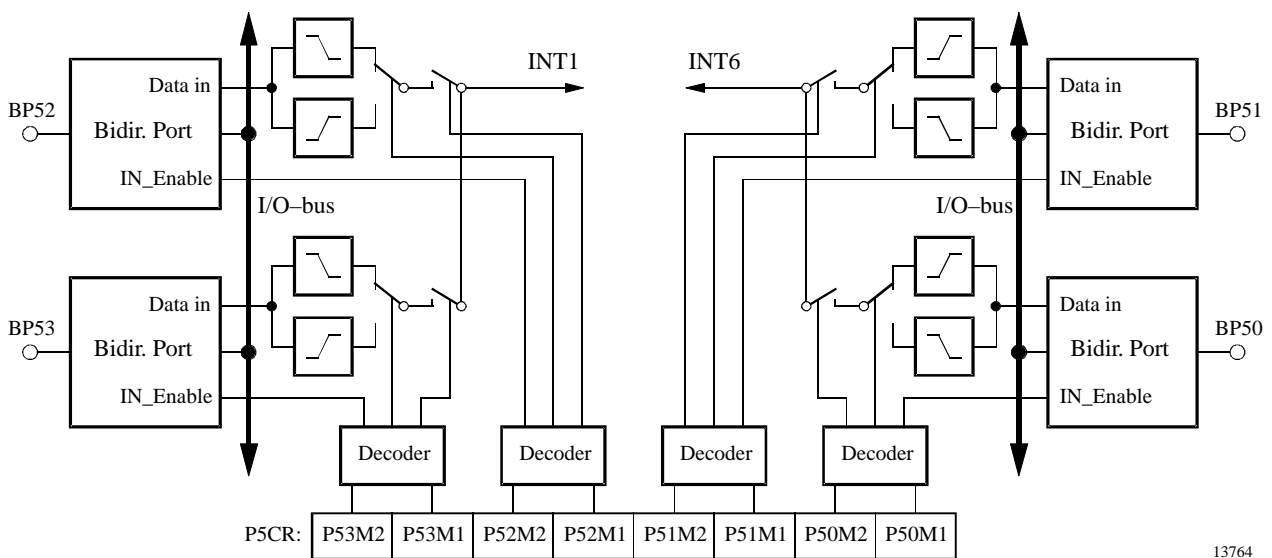 INT1
INT6
Data in
BP52
Bidir. Port
IN_Enable
Data in
BP51
Bidir. Port
IN_Enable
I/O–bus
I/O–bus
Data in
BP53
Bidir. Port
IN_Enable
Data in
BP50
Bidir. Port
IN_Enable
Decoder
Decoder
Decoder
Decoder
P5CR: P53M2 P53M1 P52M2 P52M1 P51M2 P51M1 P50M2 P50M1
13764